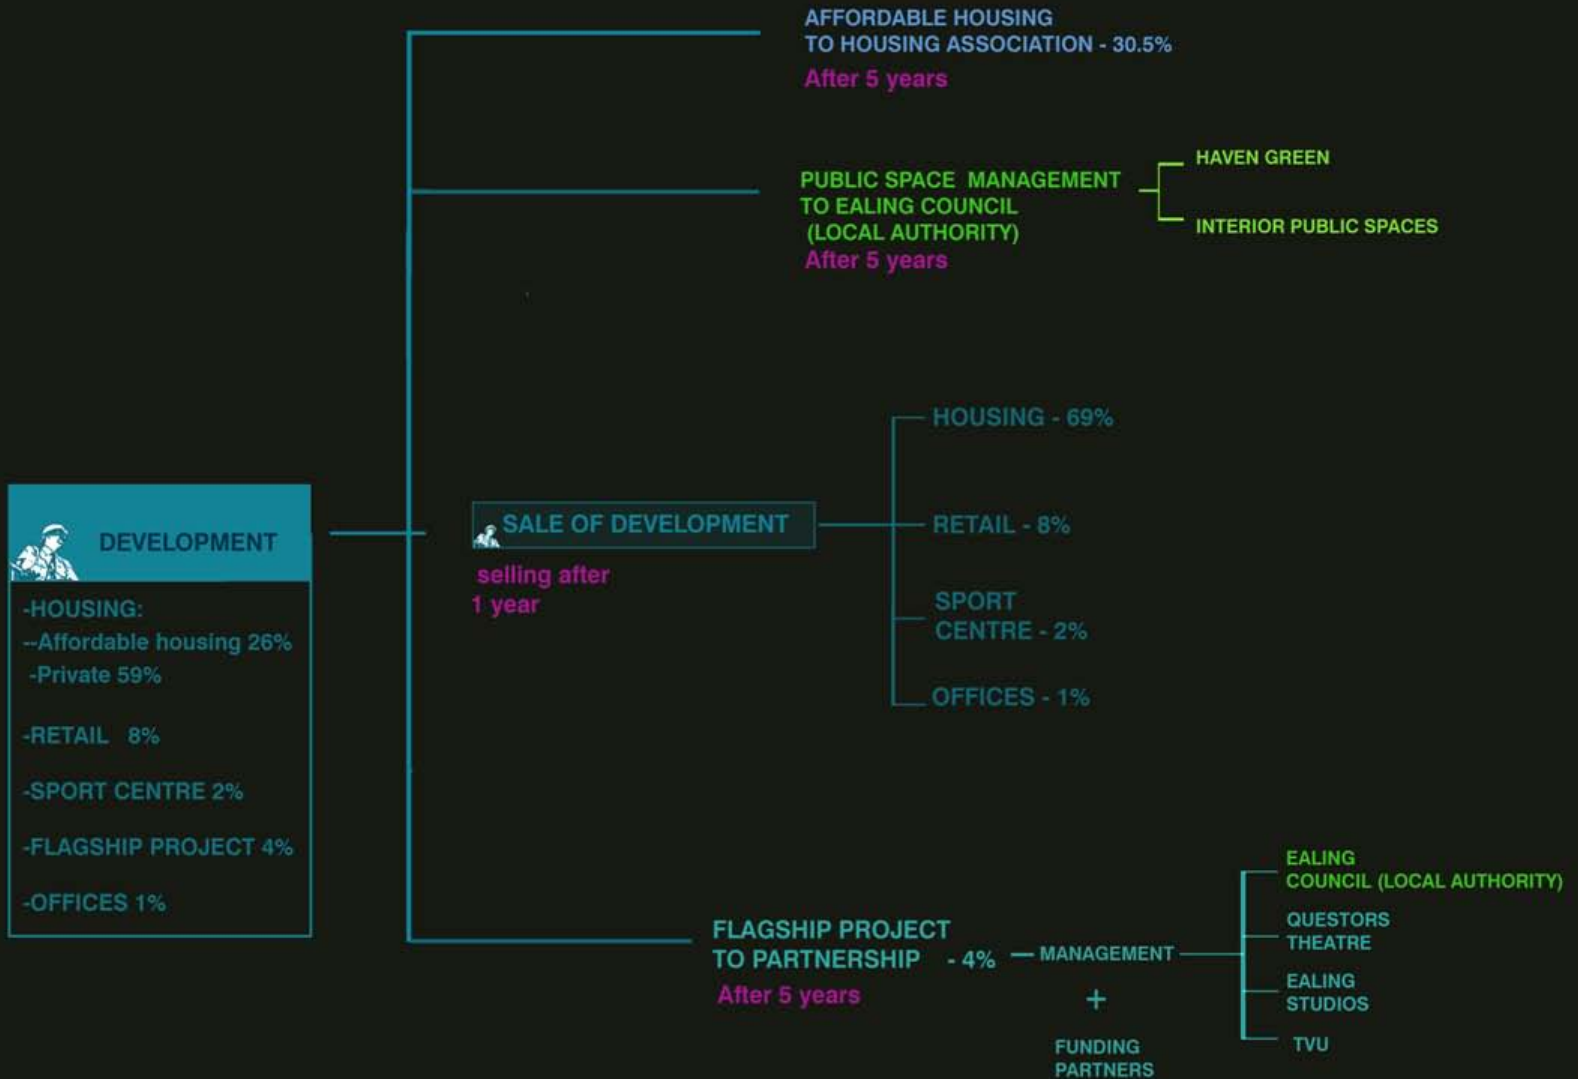 AFFORDABLE HOUSING
TO HOUSING ASSOCIATION - 30.5%
After 5 years
PUBLIC SPACE MANAGEMENT
TO EALING COUNCIL
(LOCAL AUTHORITY)
After 5 years
HAVEN GREEN
INTERIOR PUBLIC SPACES
DEVELOPMENT
-HOUSING:
--Affordable housing 26%
-Private 59%
-RETAIL 8%
-SPORT CENTRE 2%
-FLAGSHIP PROJECT 4%
-OFFICES 1%
SALE OF DEVELOPMENT
selling after
1 year
HOUSING - 69%
RETAIL - 8%
SPORT
CENTRE - 2%
OFFICES - 1%
FLAGSHIP PROJECT
TO PARTNERSHIP - 4%
After 5 years
MANAGEMENT
+
FUNDING
PARTNERS
EALING
COUNCIL (LOCAL AUTHORITY)
QUESTORS
THEATRE
EALING
STUDIOS
TVU